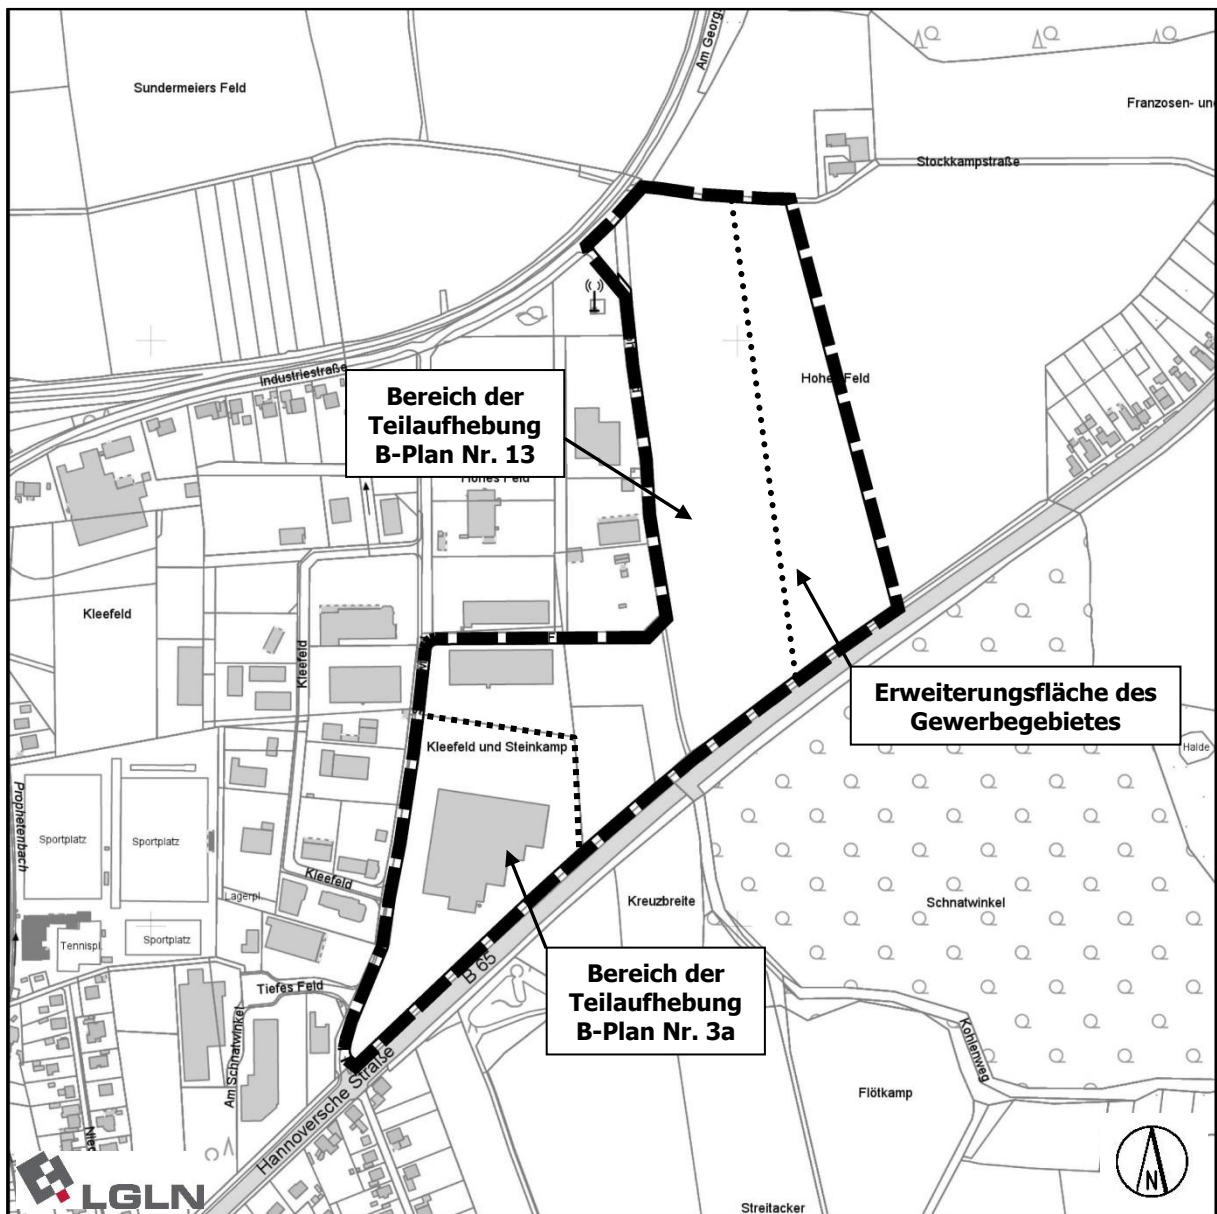 Am Georg
Sundermeiers Feld
Franzosen- und
Stockkampstraße
Industriestraße
Hohes Feld
Bereich der
Teilaufhebung
B-Plan Nr. 13
Hohes Feld
Kleefeld
Kleefeld
Erweiterungsfläche des
Gewerbegebietes
Kleefeld und Steinkamp
Halde
Prophetenbach
Sportplatz
Sportplatz
Kleefeld
Lagerpl.
Kreuzbreite
Schnatwinkel
Tennispl.
Sportplatz
B 65
Bereich der
Teilaufhebung
B-Plan Nr. 3a
Tiefes Feld
Am Schnatwinkel
Kohlenweg
Hannoversche Straße
Flötkamp
N
LGLN
Streitacker